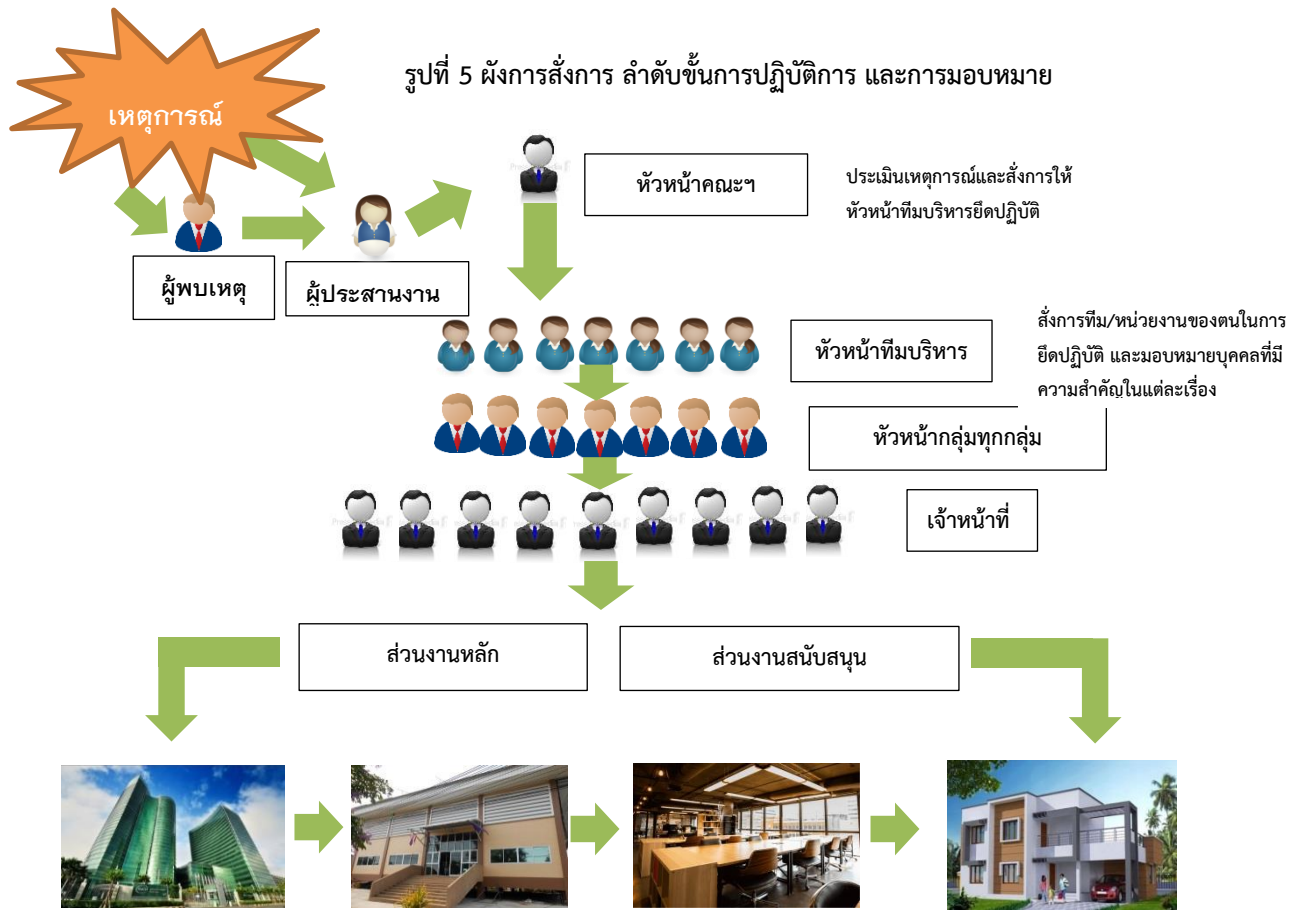 รูปที่ 5 ผังการสั่งการ ลำดับขั้นการปฏิบัติการ และการมอบหมาย
เหตุการณ์
หัวหน้าคณะฯ
ประเมินเหตุการณ์และสั่งการให้
หัวหน้าทีมบริหารยึดปฏิบัติ
ผู้พบเหตุ
ผู้ประสานงาน
หัวหน้าทีมบริหาร
สั่งการทีม/หน่วยงานของตนในการ
ยึดปฏิบัติ และมอบหมายบุคคลที่มี
ความสำคัญในแต่ละเรื่อง
หัวหน้ากลุ่มทุกกลุ่ม
เจ้าหน้าที่
ส่วนงานหลัก
ส่วนงานสนับสนุน